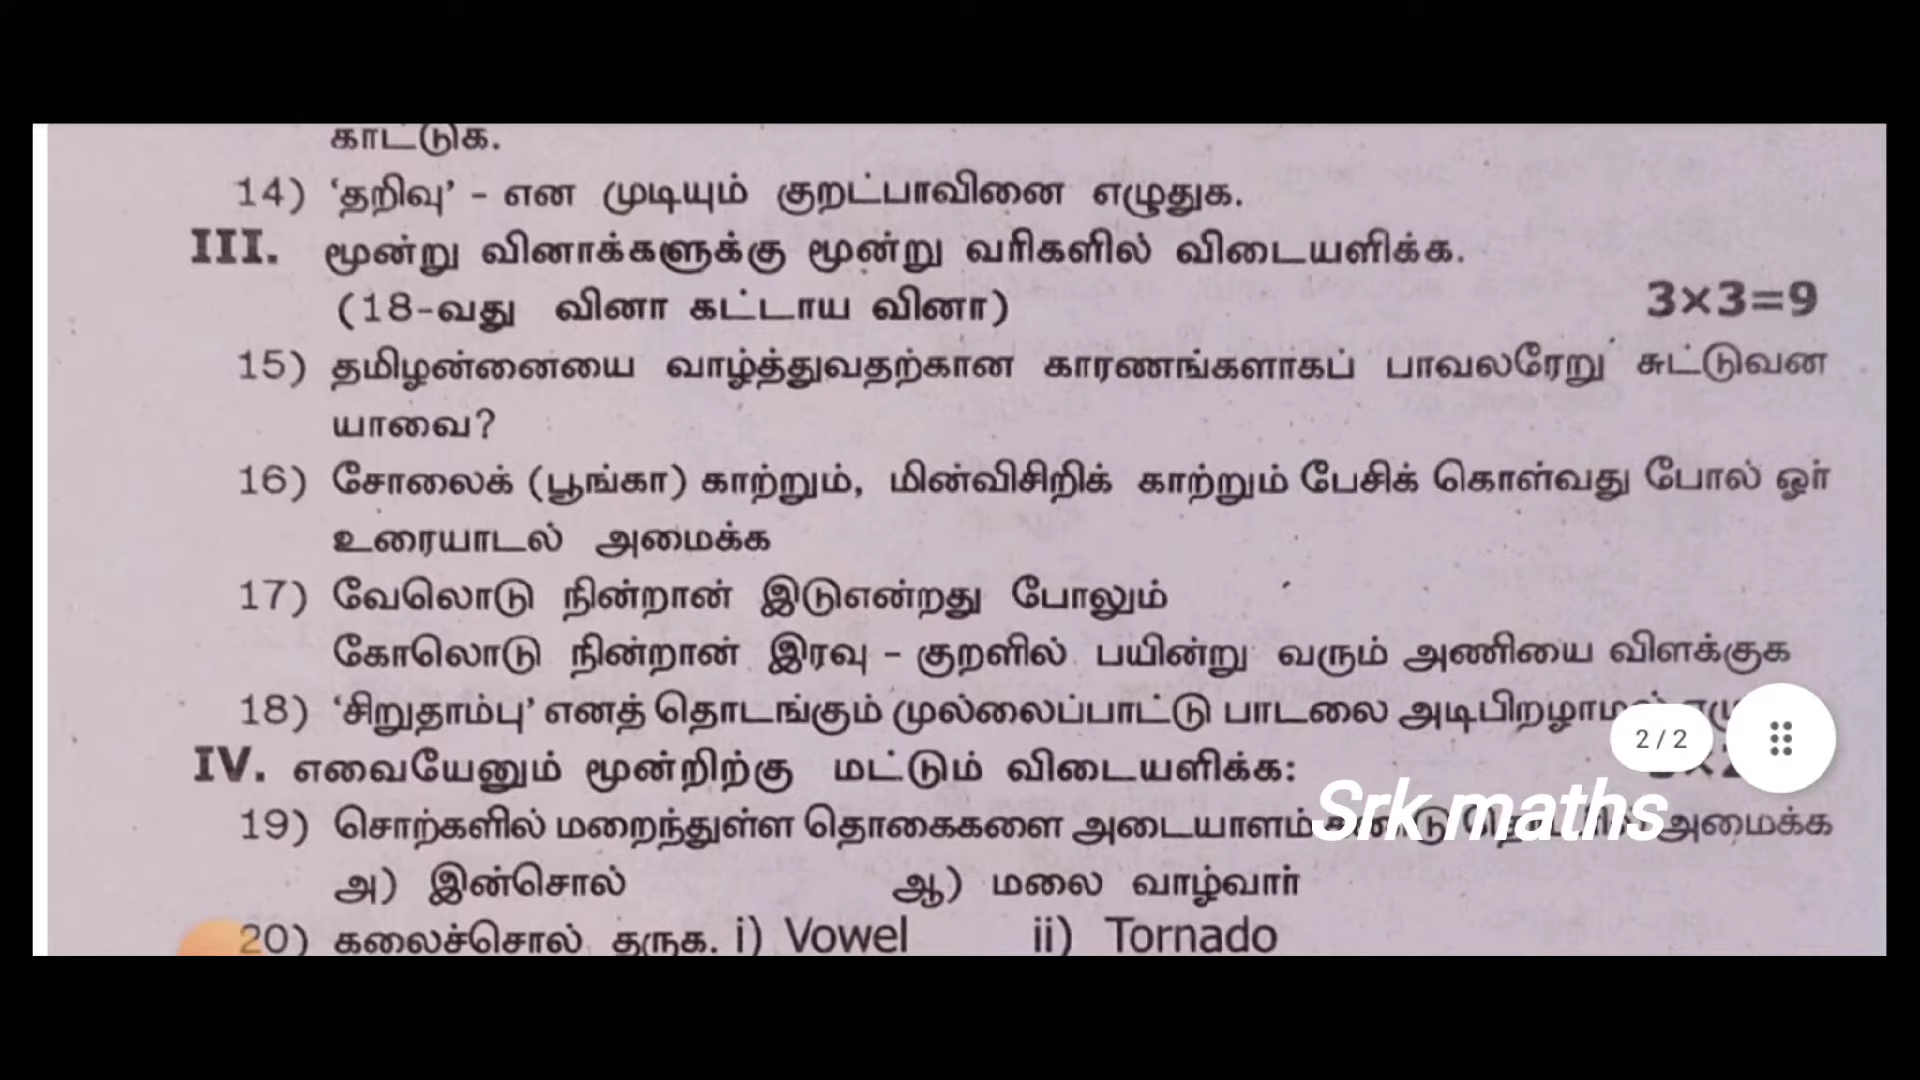 காட்டுக.
14) ‘தறிவு’ - என முடியும் குறட்பாவினை எழுதுக.
III. மூன்று வினாக்களுக்கு மூன்று வரிகளில் விடையளிக்க.
(18-வது வினா கட்டாய வினா) 3×3=9
15) தமிழன்னையை வாழ்த்துவதற்கான காரணங்களாகப் பாவலரேறு சுட்டுவன
யாவை?
16) சோலைக் (பூங்கா) காற்றும், மின்விசிறிக் காற்றும் பேசிக் கொள்வது போல் ஓர்
உரையாடல் அமைக்க
17) வேலொடு நின்றான் இடுஎன்றது போலும்
கோலொடு நின்றான் இரவு - குறளில் பயின்று வரும் அணியை விளக்குக
18) ‘சிறுதாம்பு’ எனத் தொடங்கும் முல்லைப்பாட்டு பாடலை அடிபிறழாமல்
2/2
IV. எவையேனும் மூன்றிற்கு மட்டும் விடையளிக்க:
Srk maths
19) சொற்களில் மறைந்துள்ள தொகைகளை அடையாளம் அமைக்க
அ) இன்சொல் ஆ) மலை வாழ்வார்
20) கலைச்சொல் தருக. i) Vowel ii) Tornado